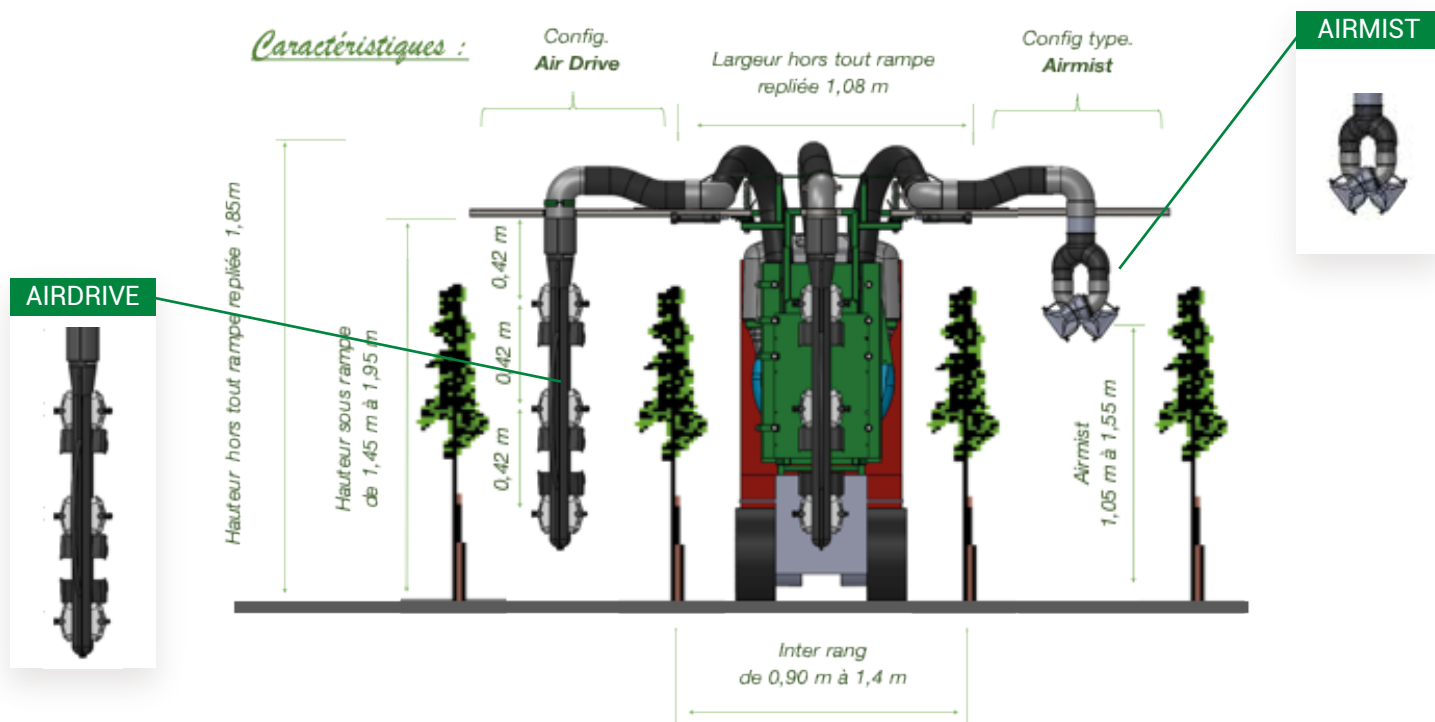 Caractéristiques :
Config.
Air Drive
Largeur hors tout rampe
repliée 1,08 m
Config type.
Airmist
AIRMIST
AIRDRIVE
Hauteur hors tout rampe repliée 1,85m
Hauteur sous rampe
de 1,45 m à 1,95 m
0,42 m
0,42 m
0,42 m
Airmist
1,05 m à 1,55 m
Inter rang
de 0,90 m à 1,4 m